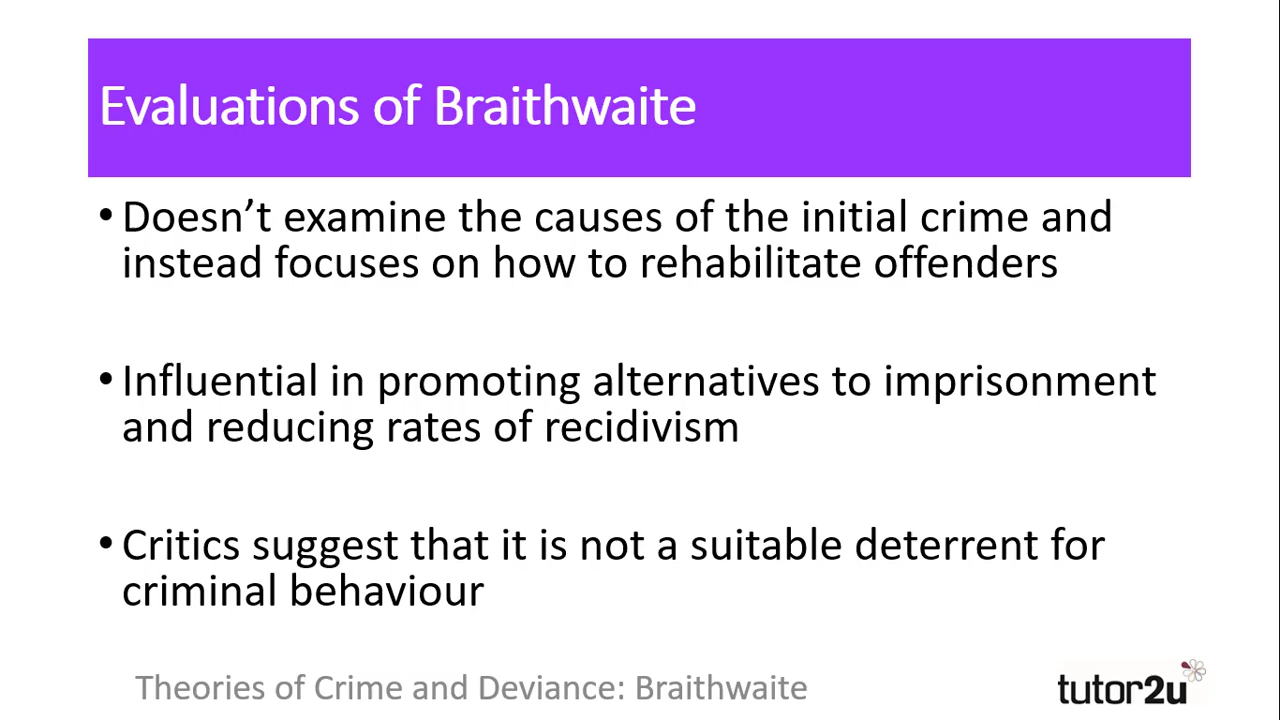 Evaluations of Braithwaite
• Doesn’t examine the causes of the initial crime and
instead focuses on how to rehabilitate offenders
• Influential in promoting alternatives to imprisonment
and reducing rates of recidivism
• Critics suggest that it is not a suitable deterrent for
criminal behaviour
Theories of Crime and Deviance: Braithwaite
tutor2u